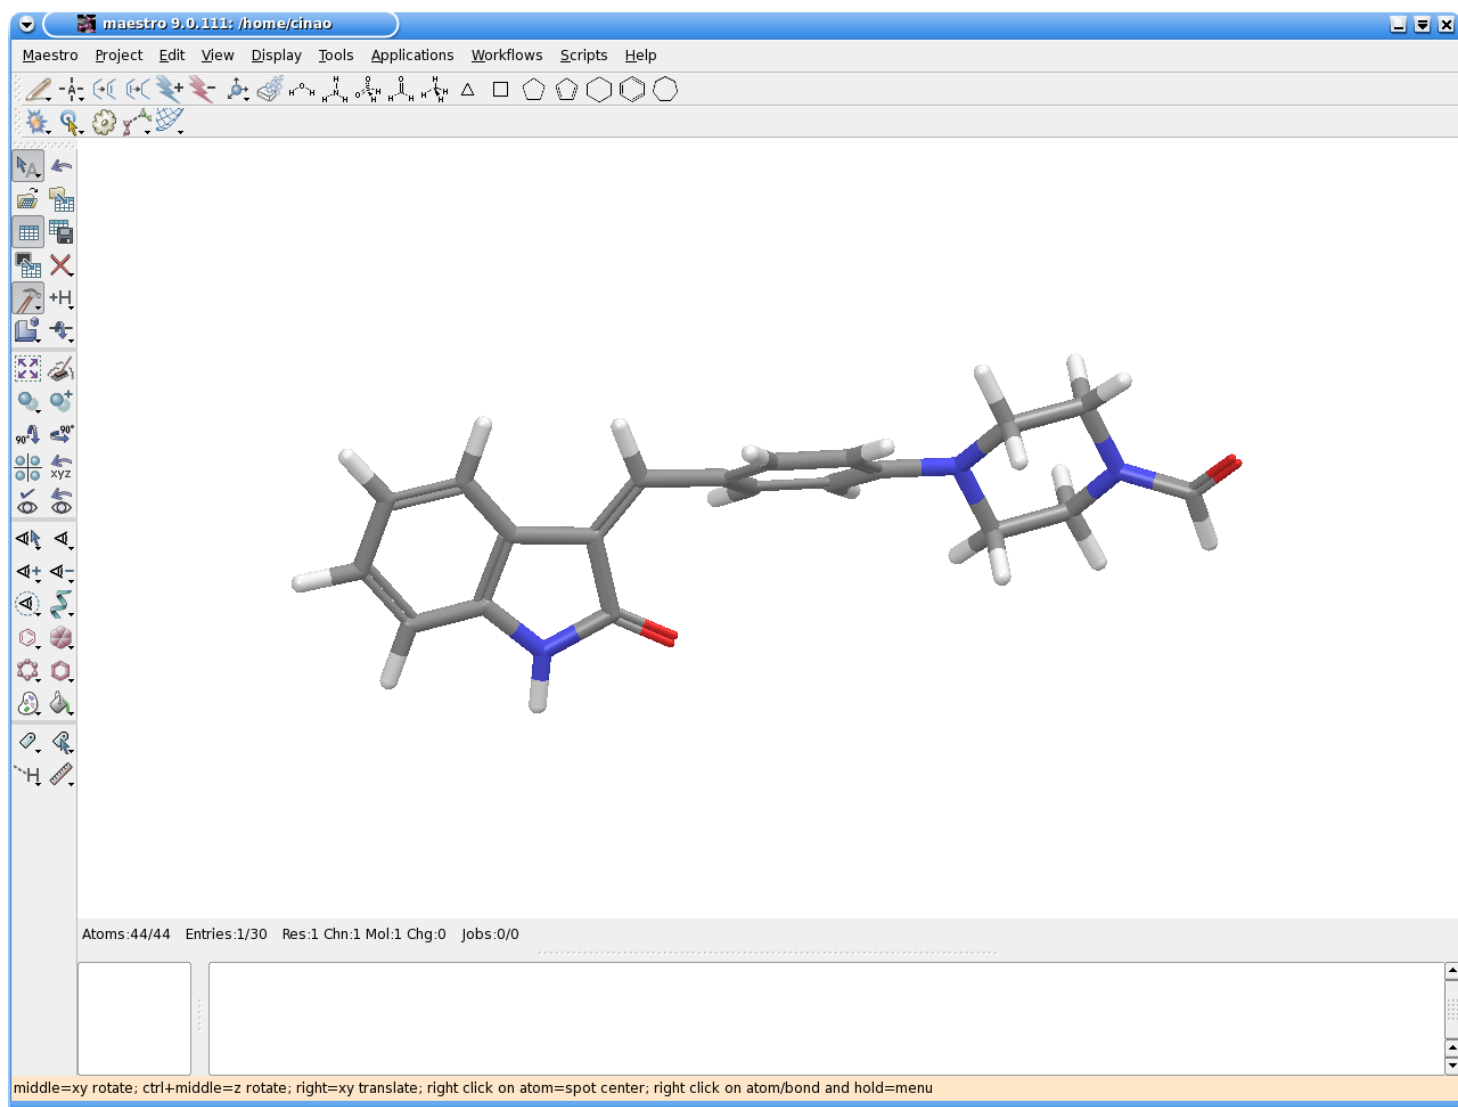 maestro 9.0.111: /home/cinao
Maestro Project Edit View Display Tools Applications Workflows Scripts Help
+H
90° 90°
xyz
H
Atoms:44/44 Entries:1/30 Res:1 Chn:1 Mol:1 Chg:0 Jobs:0/0
middle=xy rotate; ctrl+middle=z rotate; right=xy translate; right click on atom=spot center; right click on atom/bond and hold=menu